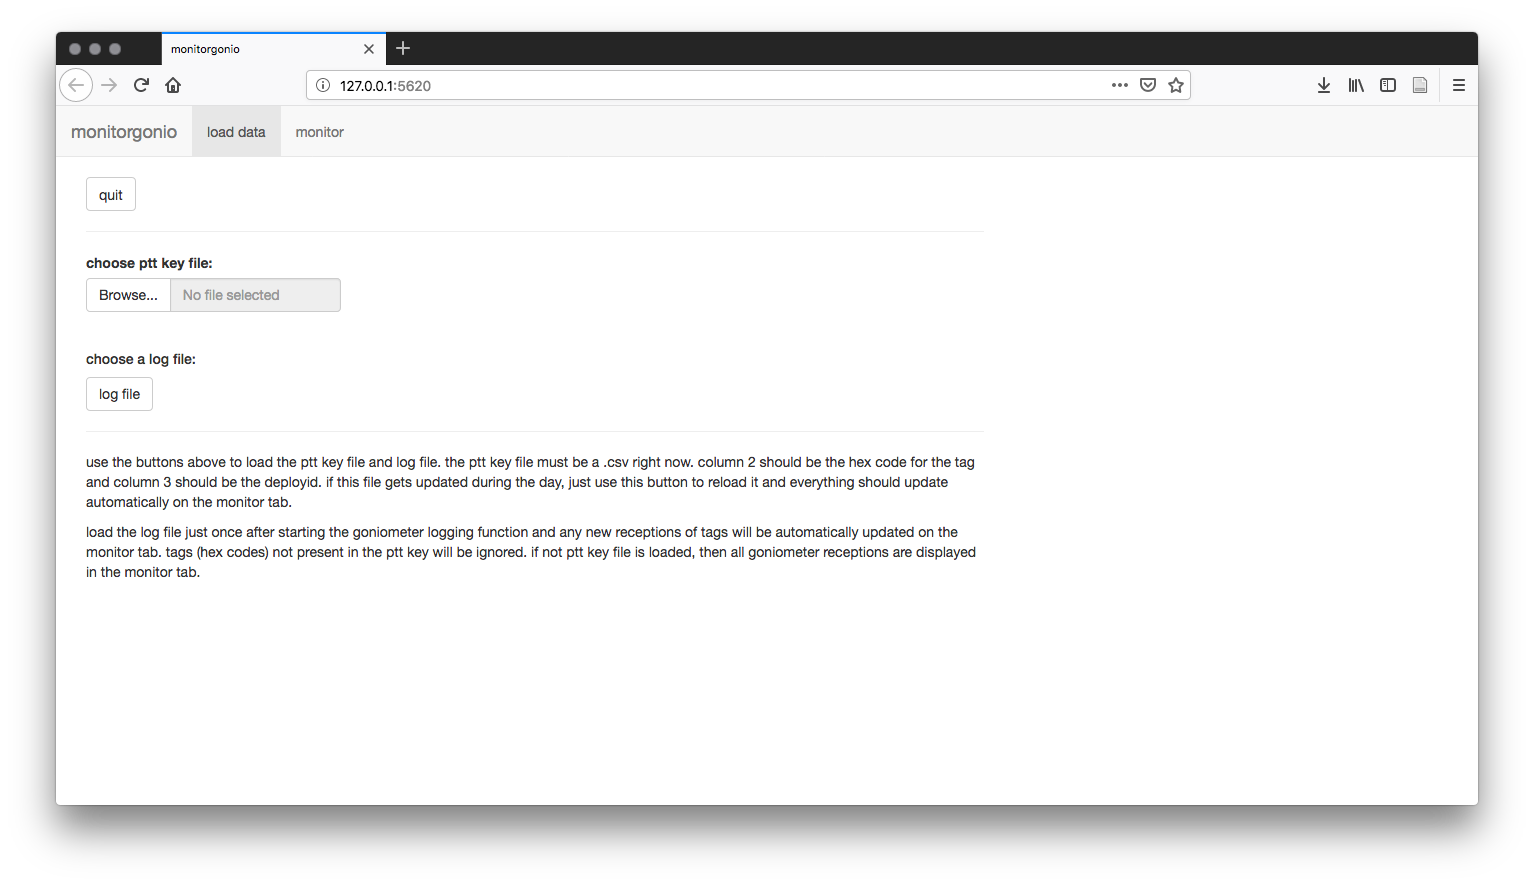 monitorgonio
127.0.0.1:5620
monitorgonio load data monitor
quit
choose ptt key file:
Browse... No file selected
choose a log file:
log file
use the buttons above to load the ptt key file and log file. the ptt key file must be a .csv right now. column 2 should be the hex code for the tag
and column 3 should be the deployid. if this file gets updated during the day, just use this button to reload it and everything should update
automatically on the monitor tab.
load the log file just once after starting the goniometer logging function and any new receptions of tags will be automatically updated on the
monitor tab. tags (hex codes) not present in the ptt key will be ignored. if not ptt key file is loaded, then all goniometer receptions are displayed
in the monitor tab.